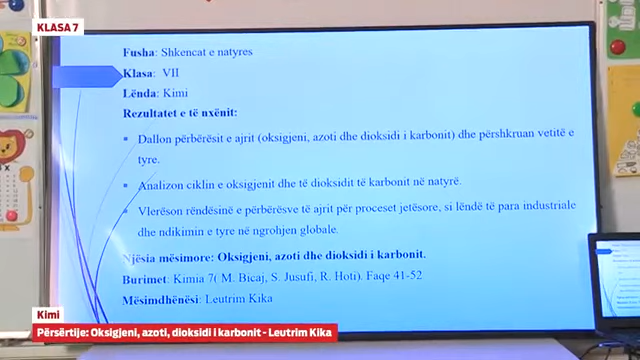 KLASA 7
Fusha: Shkencat e natyres
Klasa: VII
Lënda: Kimi
Rezultatet e të nxënit:
Dallon përbërësit e ajrit (oksigjeni, azoti dhe dioksidi i karbonit) dhe përshkruan vetitë e
tyre.
Analizon ciklin e oksigjenit dhe të dioksidit të karbonit në natyrë.
Vlerëson rëndësinë e përbërësve të ajrit për proceset jetësore, si lëndë të para industriale
dhe ndikimin e tyre në ngrohjen globale.
Njësia mësimore: Oksigjeni, azoti dhe dioksidi i karbonit.
Burimet: Kimia 7( M. Bicaj, S. Jusufi, R. Hoti). Faqe 41-52
Mësimdhënësi: Leutrim Kika
Kimi
Përsërtije: Oksigjeni, azoti, dioksidi i karbonit - Leutrim Kika